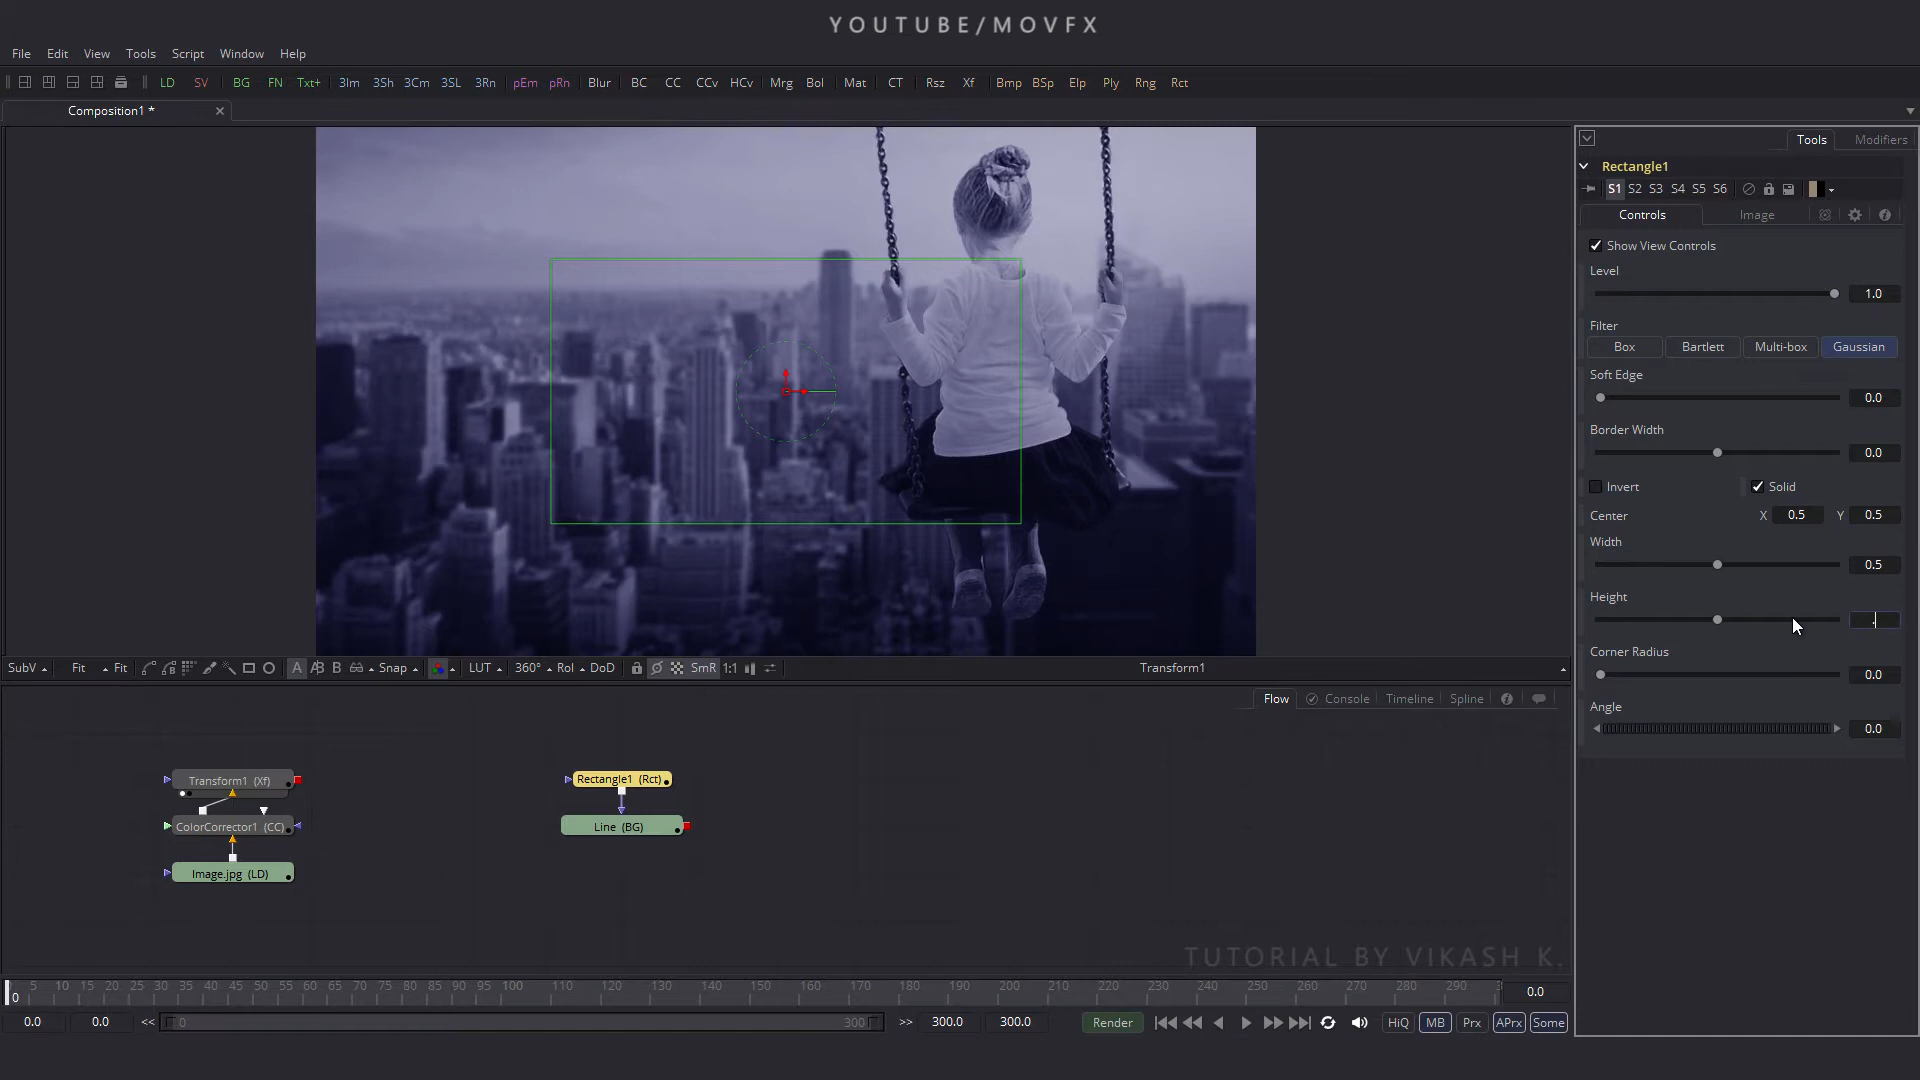 YOUTUBE/MOVFX
File Edit View Tools Script Window Help
LD SV BG FN Txt+ 3Im 3Sh 3Cm 3SL 3Rn pEm pRn Blur BC CC CCv HCv Mrg Bol Mat CT Rsz Xf Bmp BSp Elp Ply Rng Rct
Composition1 *
Tools Modifiers
Rectangle1
S1 S2 S3 S4 S5 S6
Controls Image
Show View Controls
Level
1.0
Filter
Box Bartlett Multi-box Gaussian
Soft Edge
0.0
Border Width
0.0
Invert Solid
Center X 0.5 Y 0.5
Width
0.5
Height
.
Corner Radius
0.0
Angle
0.0
SubV Fit Fit A B Snap LUT 360° Rol DoD SmR 1:1 Transform1
Flow Console Timeline Spline
Transform1 (Xf)
Rectangle1 (Rct)
ColorCorrector1 (CC)
Line (BG)
Image.jpg (LD)
TUTORIAL BY VIKASH K.
0 5 10 15 20 25 30 35 40 45 50 55 60 65 70 75 80 85 90 95 100 110 120 130 140 150 160 170 180 190 200 210 220 230 240 250 260 270 280 290 0.0
0.0 0.0 << 0 300 >> 300.0 300.0 Render HiQ MB Prx APrx Some